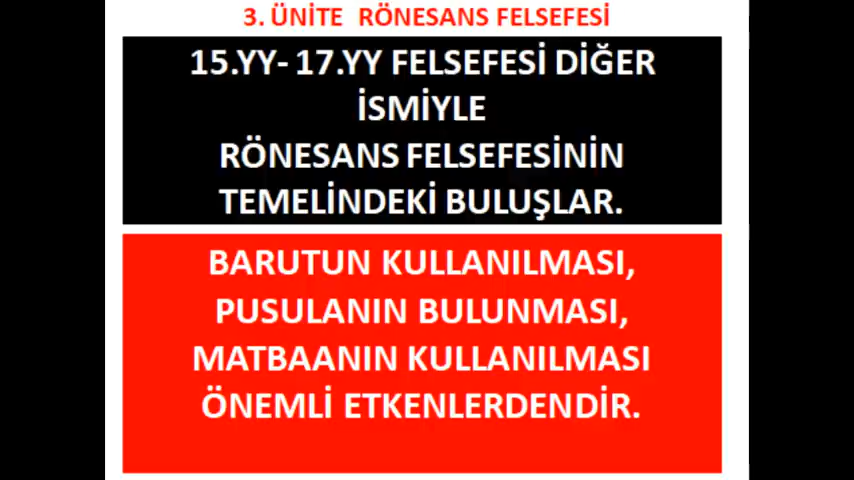 3. ÜNİTE RÖNESANS FELSEFESİ
15.YY- 17.YY FELSEFESİ DİĞER
İSMİYLE
RÖNESANS FELSEFESİNİN
TEMELİNDEKİ BULUŞLAR.
BARUTUN KULLANILMASI,
PUSULANIN BULUNMASI,
MATBAANIN KULLANILMASI
ÖNEMLİ ETKENLERDENDİR.